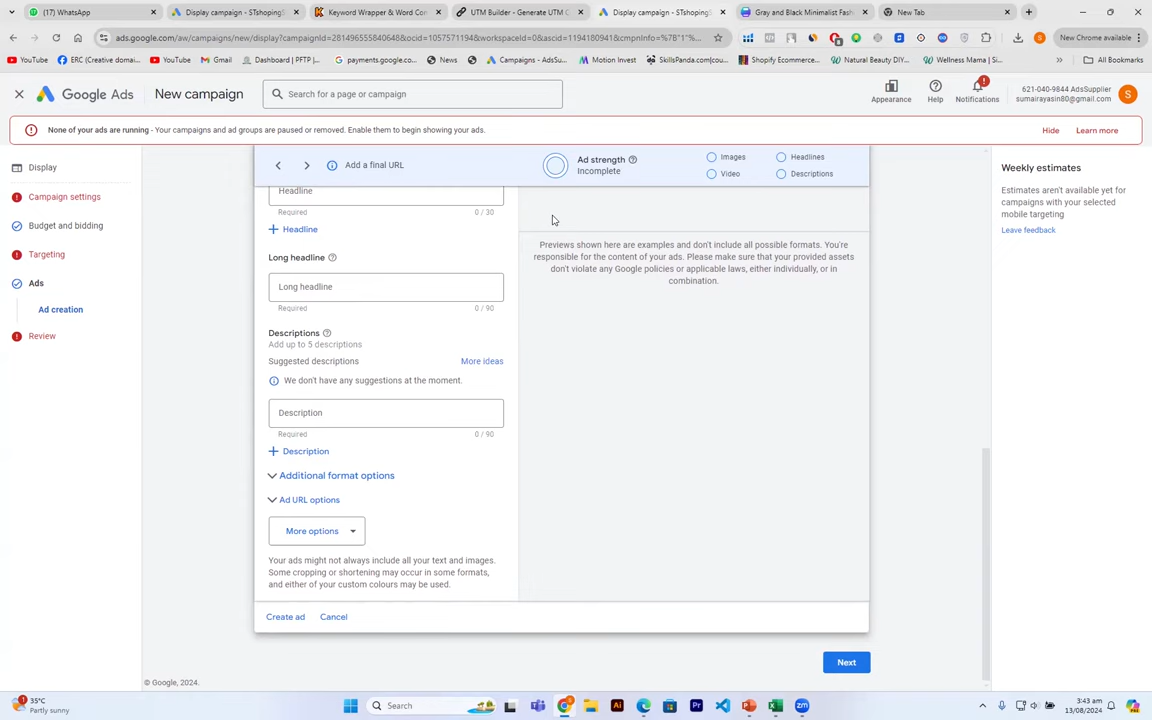 (17) WhatsApp
Display campaign - STshopingS
Keyword Wrapper & Word Con
UTM Builder - Generate UTM C
Display campaign - STshopingS
Gray and Black Minimalist Fash
New Tab
ads.google.com/aw/campaigns/new/display?campaignId=281496555840648&ocid=1057571194&workspaceId=0&ascid=1194180941&cmpnInfo=%7B"1"%...
New Chrome available
YouTube
ERC (Creative domai...
YouTube
Gmail
Dashboard | PFTP |...
payments.google.co...
News
Campaigns - AdsSu...
Motion Invest
SkillsPanda.com(cou...
Shopify Ecommerce...
Natural Beauty DIY...
Wellness Mama | Si...
All Bookmarks
Google Ads
New campaign
Search for a page or campaign
Appearance
Help
Notifications
621-040-9844 AdsSupplier
sumairayasin80@gmail.com
S
None of your ads are running - Your campaigns and ad groups are paused or removed. Enable them to begin showing your ads.
Hide
Learn more
Display
Campaign settings
Budget and bidding
Targeting
Ads
Ad creation
Review
Add a final URL
Ad strength
Incomplete
Images
Headlines
Video
Descriptions
Headline
Required
0 / 30
Headline
Long headline
Long headline
Required
0 / 90
Descriptions
Add up to 5 descriptions
Suggested descriptions
More ideas
We don't have any suggestions at the moment.
Description
Required
0 / 90
Description
Additional format options
Ad URL options
More options
Your ads might not always include all your text and images.
Some cropping or shortening may occur in some formats,
and either of your custom colours may be used.
Create ad
Cancel
Previews shown here are examples and don't include all possible formats. You're
responsible for the content of your ads. Please make sure that your provided assets
don't violate any Google policies or applicable laws, either individually, or in
combination.
Weekly estimates
Estimates aren't available yet for
campaigns with your selected
mobile targeting
Leave feedback
Next
© Google, 2024.
35°C
Partly sunny
Search
3:43 am
13/08/2024